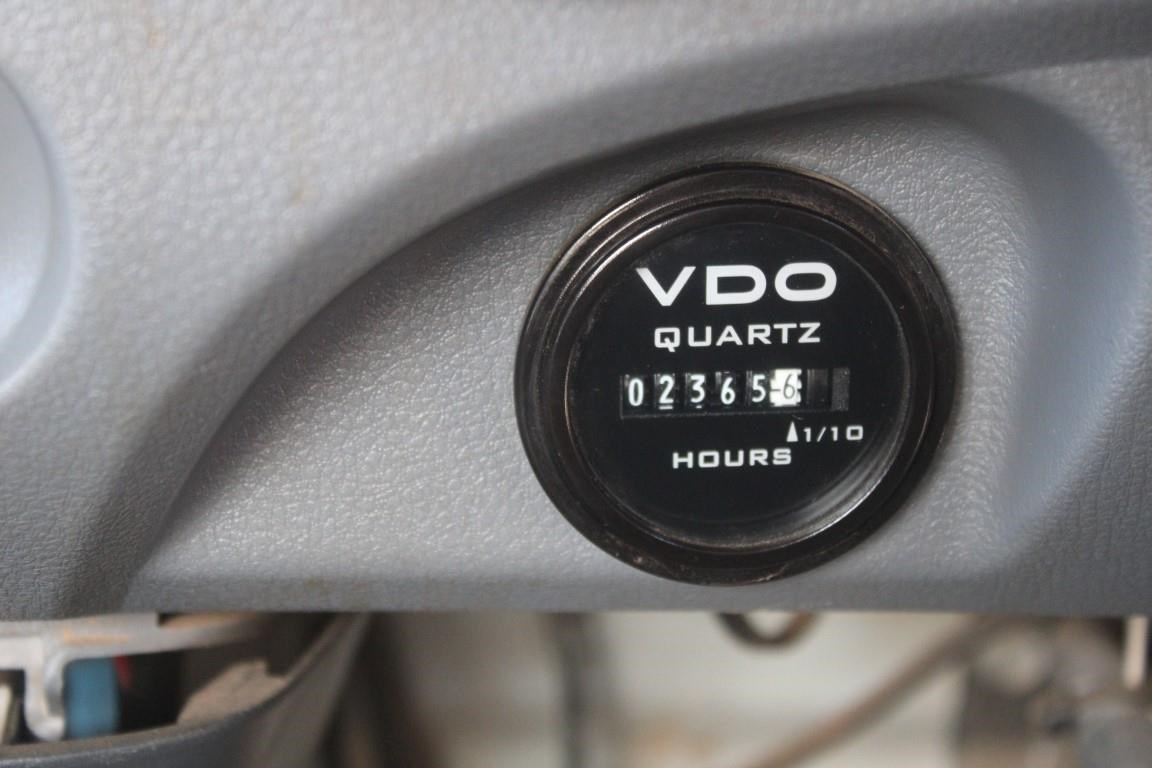 VDO
QUARTZ
023656
1/10
HOURS